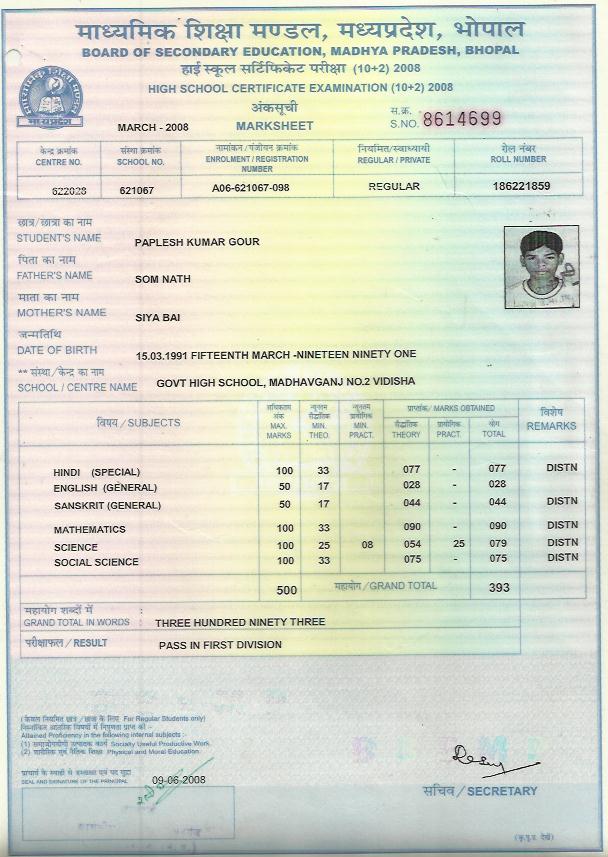 माध्यमिक शिक्षा मण्डल, मध्यप्रदेश, भोपाल
BOARD OF SECONDARY EDUCATION, MADHYA PRADESH, BHOPAL
हाई स्कूल सर्टिफिकेट परीक्षा (10+2) 2008
HIGH SCHOOL CERTIFICATE EXAMINATION (10+2) 2008
माध्यमिक शिक्षा मण्डल
मध्यप्रदेश
अंकसूची
MARCH - 2008 MARKSHEET
स.क्र.
S.NO. 8614699
केन्द्र क्रमांक संस्था क्रमांक नामांकन / पंजीयन क्रमांक नियमित/स्वाध्यायी रोल नंबर
CENTRE NO. SCHOOL NO. ENROLMENT / REGISTRATION NUMBER REGULAR / PRIVATE ROLL NUMBER
622028 621067 A06-621067-098 REGULAR 186221859
छात्र/छात्रा का नाम
STUDENT'S NAME PAPLESH KUMAR GOUR
पिता का नाम
FATHER'S NAME SOM NATH
माता का नाम
MOTHER'S NAME SIYA BAI
जन्मतिथि
DATE OF BIRTH 15.03.1991 FIFTEENTH MARCH -NINETEEN NINETY ONE
** संस्था/केन्द्र का नाम
SCHOOL / CENTRE NAME GOVT HIGH SCHOOL, MADHAVGANJ NO.2 VIDISHA
विषय / SUBJECTS अधिकतम अंक MAX. MARKS न्यूनतम सैद्धांतिक MIN. THEO. न्यूनतम प्रायोगिक MIN. PRACT. प्राप्तांक/ MARKS OBTAINED विशेष REMARKS
सैद्धांतिक THEORY प्रायोगिक PRACT. योग TOTAL
HINDI (SPECIAL) 100 33 077 - 077 DISTN
ENGLISH (GENERAL) 50 17 028 - 028
SANSKRIT (GENERAL) 50 17 044 - 044 DISTN
MATHEMATICS 100 33 090 - 090 DISTN
SCIENCE 100 25 08 054 25 079 DISTN
SOCIAL SCIENCE 100 33 075 - 075 DISTN
500 महायोग /GRAND TOTAL 393
महायोग शब्दों में :
GRAND TOTAL IN WORDS : THREE HUNDRED NINETY THREE
परीक्षाफल / RESULT PASS IN FIRST DIVISION
(केवल नियमित छात्र / छात्रा के लिए For Regular Students only)
निम्नांकित आंतरिक विषयों में निपुणता प्राप्त की :-
Attained Proficiency in the following internal subjects :-
(1) समाजोपयोगी उत्पादक कार्य Socially Useful Productive Work.
(2) शारीरिक एवं नैतिक शिक्षा Physical and Moral Education.
प्राचार्य के हस्ताक्षर एवं पद मुद्रा
SEAL AND SIGNATURE OF THE PRINCIPAL 09-06-2008
सचिव / SECRETARY
(कृ.पृ.उ. देखें)